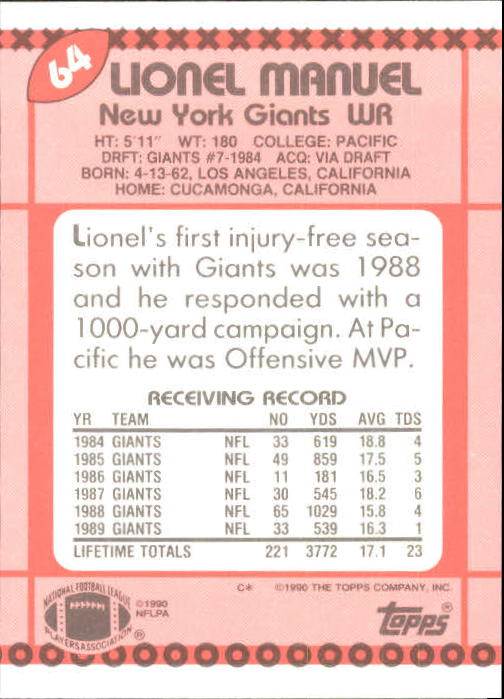 64
LIONEL MANUEL
New York Giants WR
HT: 5'11" WT: 180 COLLEGE: PACIFIC
DRFT: GIANTS #7-1984 ACQ: VIA DRAFT
BORN: 4-13-62, LOS ANGELES, CALIFORNIA
HOME: CUCAMONGA, CALIFORNIA
Lionel's first injury-free sea-
son with Giants was 1988
and he responded with a
1000-yard campaign. At Pa-
cific he was Offensive MVP.
RECEIVING RECORD
YR TEAM NO YDS AVG TDS
1984 GIANTS NFL 33 619 18.8 4
1985 GIANTS NFL 49 859 17.5 5
1986 GIANTS NFL 11 181 16.5 3
1987 GIANTS NFL 30 545 18.2 6
1988 GIANTS NFL 65 1029 15.8 4
1989 GIANTS NFL 33 539 16.3 1
LIFETIME TOTALS 221 3772 17.1 23
C* ©1990 THE TOPPS COMPANY, INC.
NATIONAL FOOTBALL LEAGUE
PLAYERS ASSOCIATION ®
©1990
NFLPA
TOPPS®